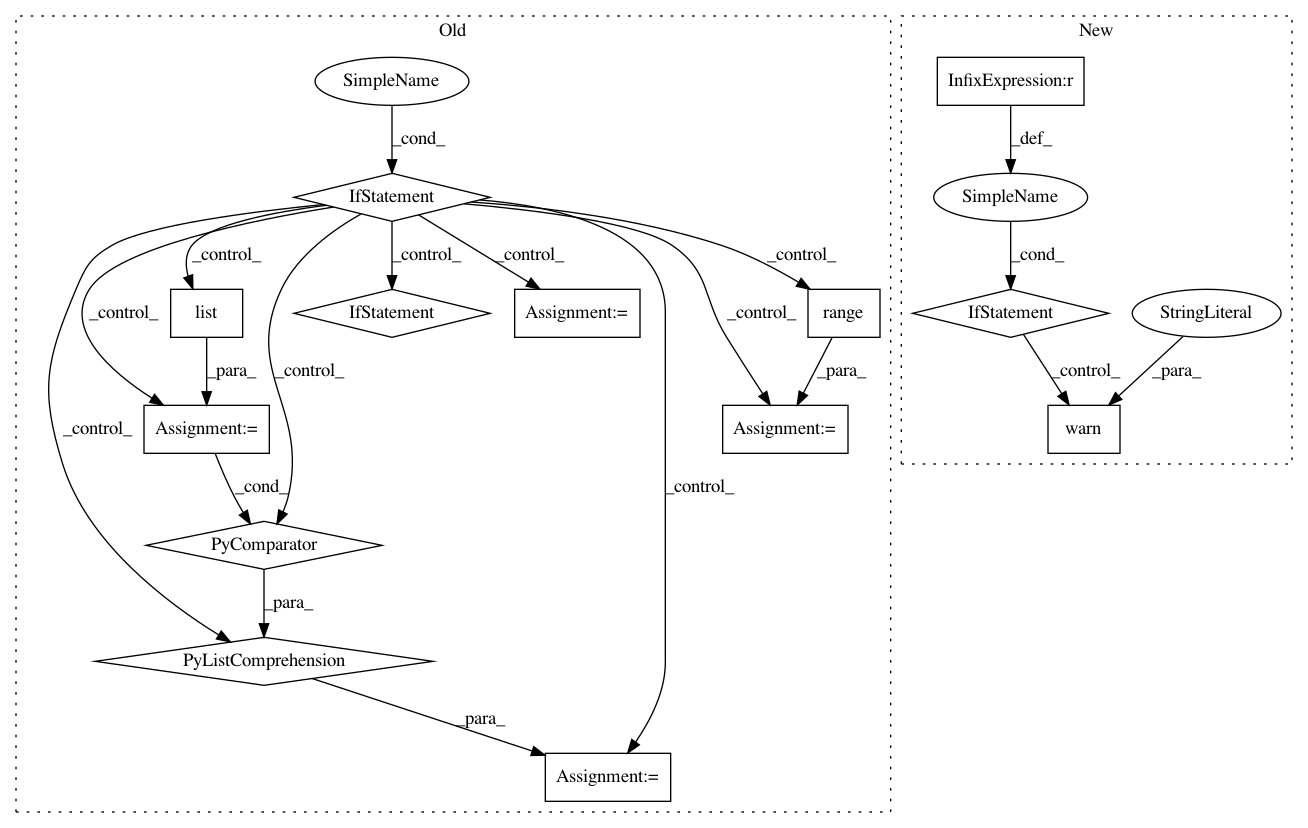 Old
New
SimpleName
InfixExpression:r
_cond_
_def_
IfStatement
SimpleName
_control_
_control_
_control_
_control_
_cond_
list
IfStatement
Assignment:=
range
IfStatement
StringLiteral
_control_
_control_
_para_
_control_
_control_
_para_
_control_
_para_
Assignment:=
Assignment:=
warn
_cond_
_control_
PyComparator
_para_
PyListComprehension
_para_
Assignment:=